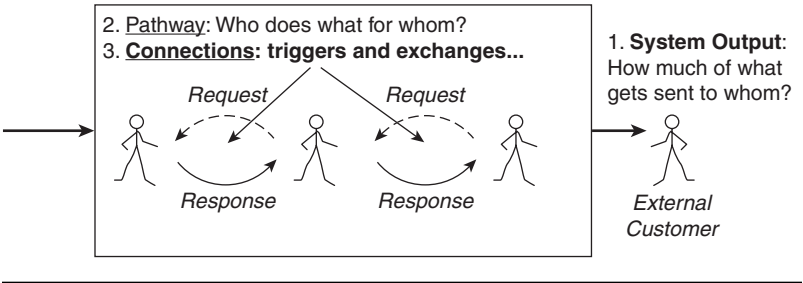 2. Pathway: Who does what for whom?
3. Connections: triggers and exchanges...
1. System Output:
How much of what
gets sent to whom?
Request
Request
Response
Response
External
Customer